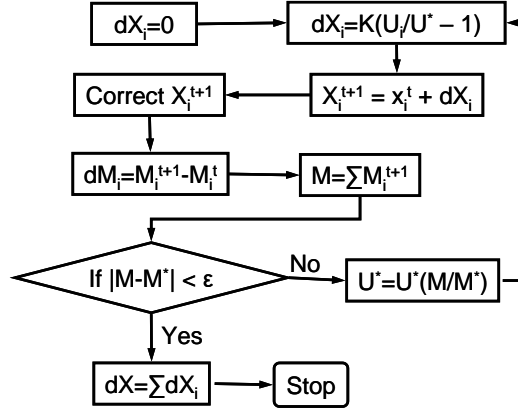 dXᵢ=0
dXᵢ=K(Uᵢ/U* – 1)
Correct Xᵢᵗ⁺¹
Xᵢᵗ⁺¹ = xᵢᵗ + dXᵢ
dMᵢ=Mᵢᵗ⁺¹-Mᵢᵗ
M=∑Mᵢᵗ⁺¹
If |M-M*| < ε
No
U*=U*(M/M*)
Yes
dX=∑dXᵢ
Stop